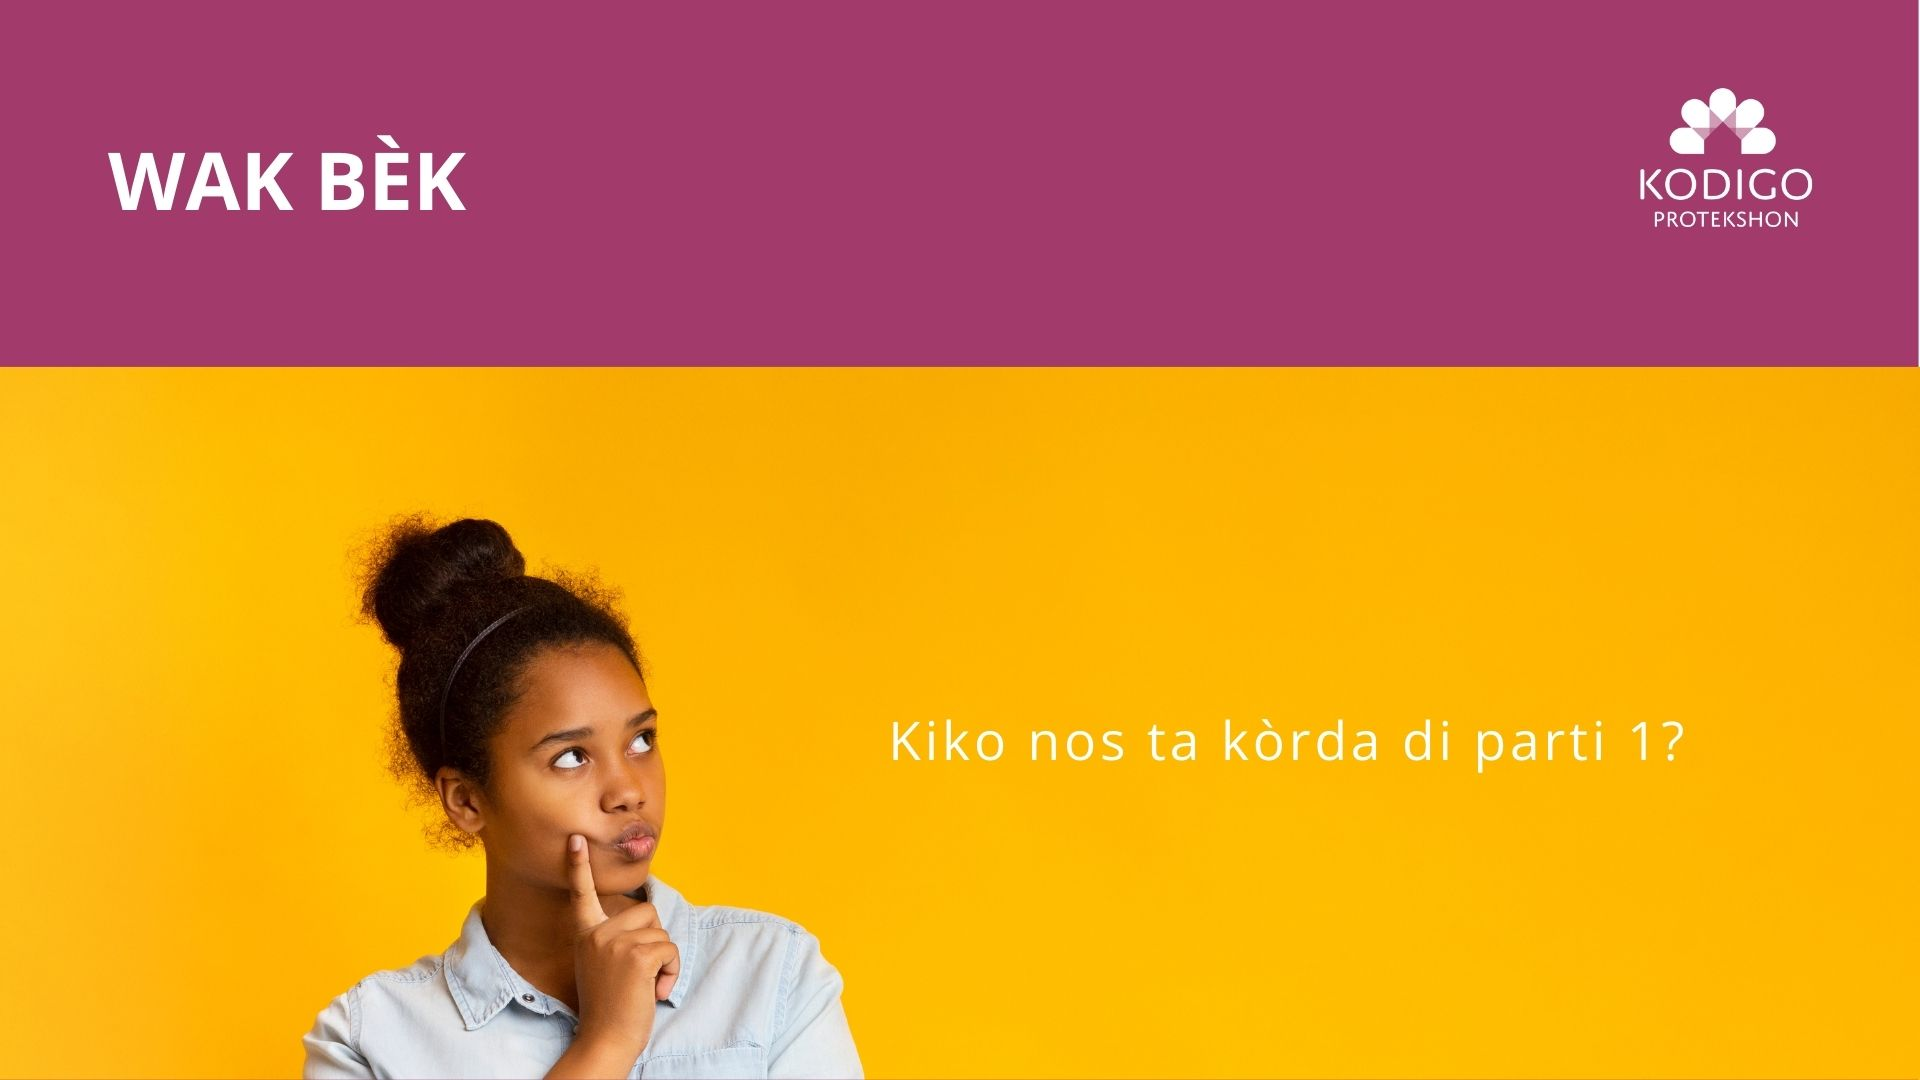 WAK BÈK
KODIGO
PROTEKSHON
Kiko nos ta kòrda di parti 1?